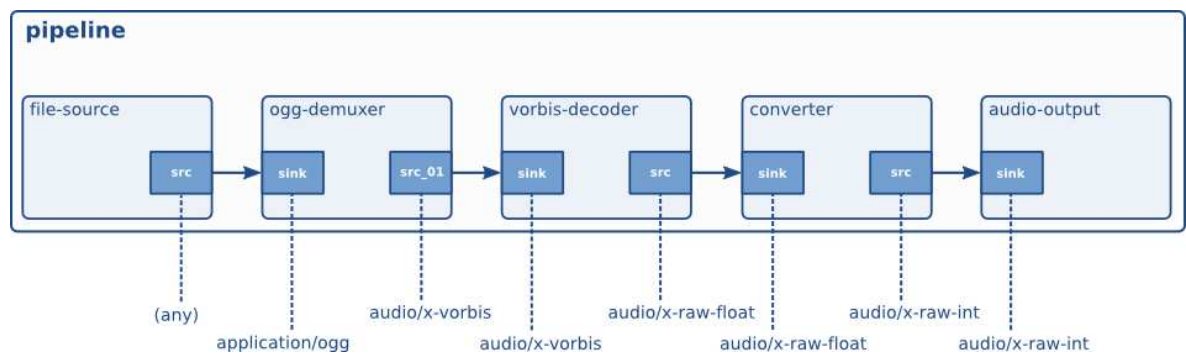 pipeline
file-source
ogg-demuxer
vorbis-decoder
converter
audio-output
src
sink
src_01
sink
src
sink
src
sink
(any)
audio/x-vorbis
audio/x-raw-float
audio/x-raw-int
application/ogg
audio/x-vorbis
audio/x-raw-float
audio/x-raw-int